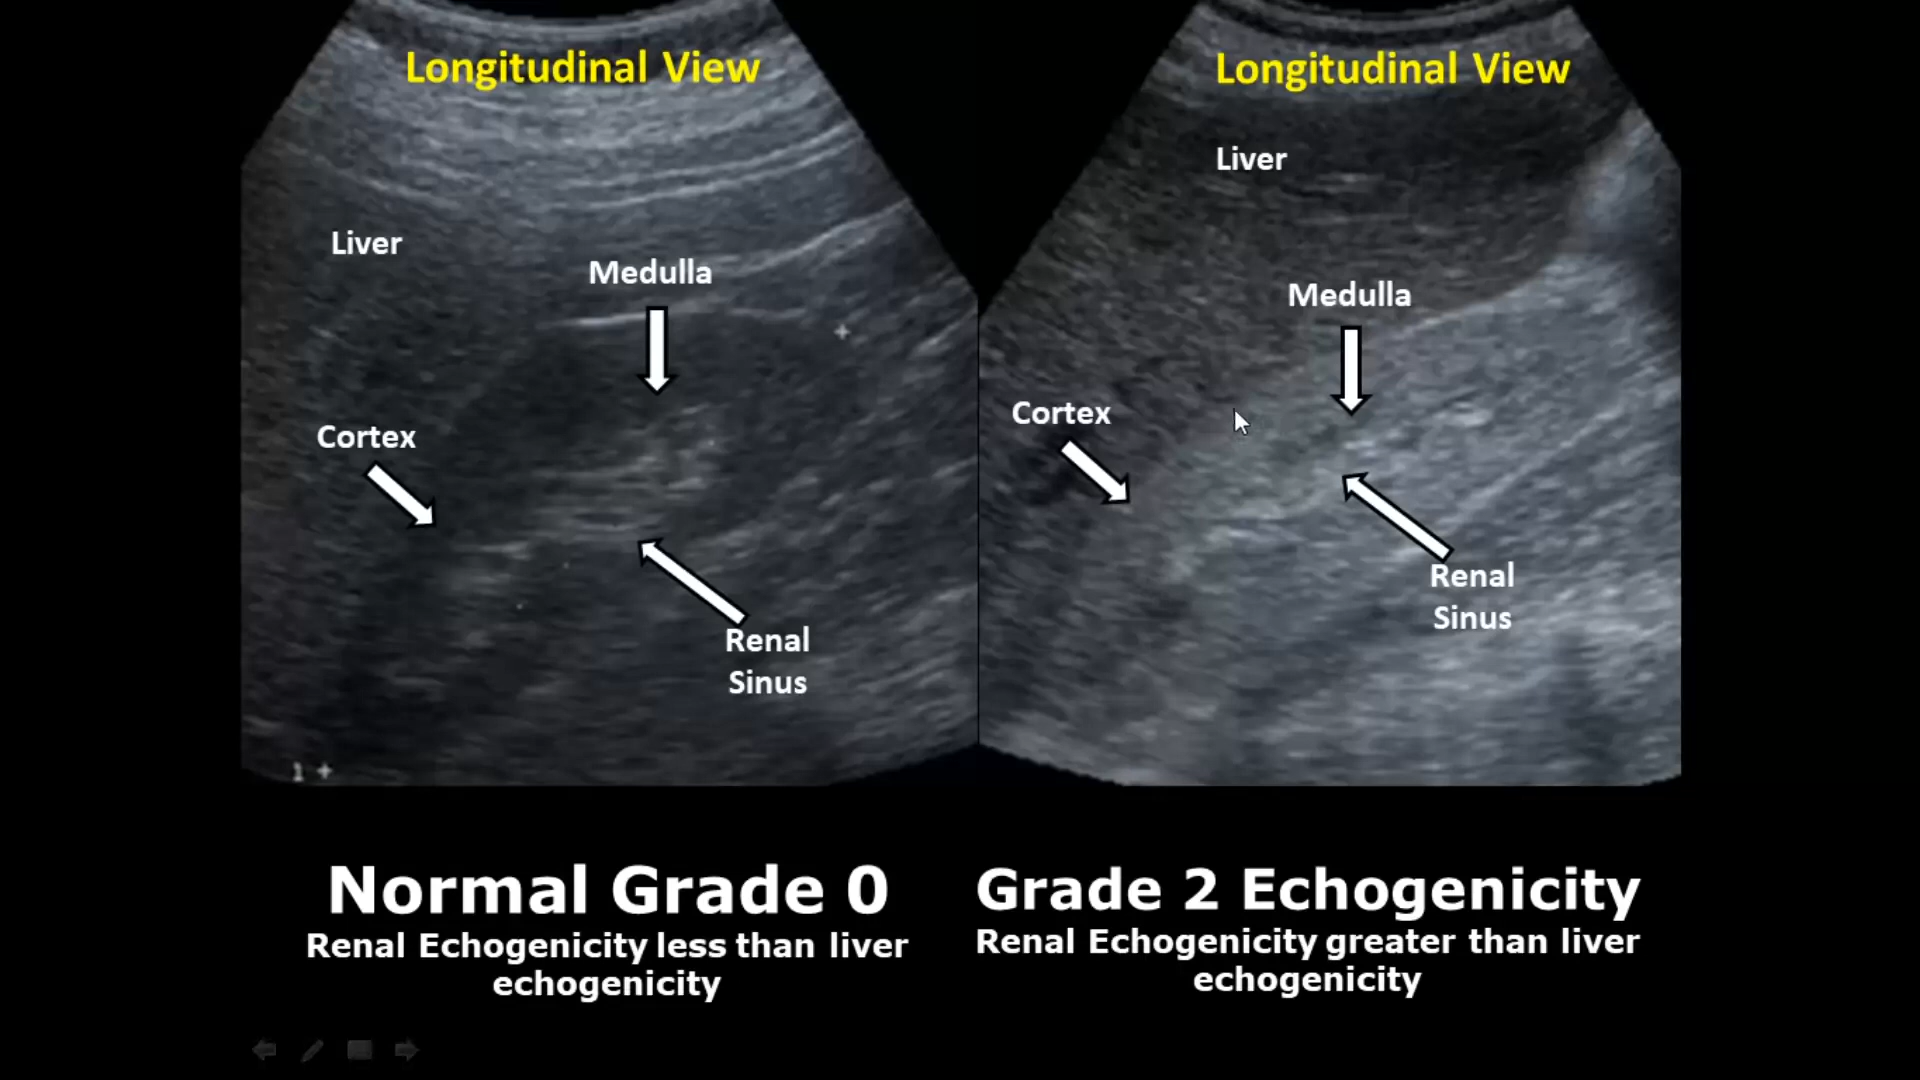 Longitudinal View
Liver
Medulla
Cortex
Renal
Sinus
1 +
Normal Grade 0
Renal Echogenicity less than liver
echogenicity
Longitudinal View
Liver
Medulla
Cortex
Renal
Sinus
Grade 2 Echogenicity
Renal Echogenicity greater than liver
echogenicity